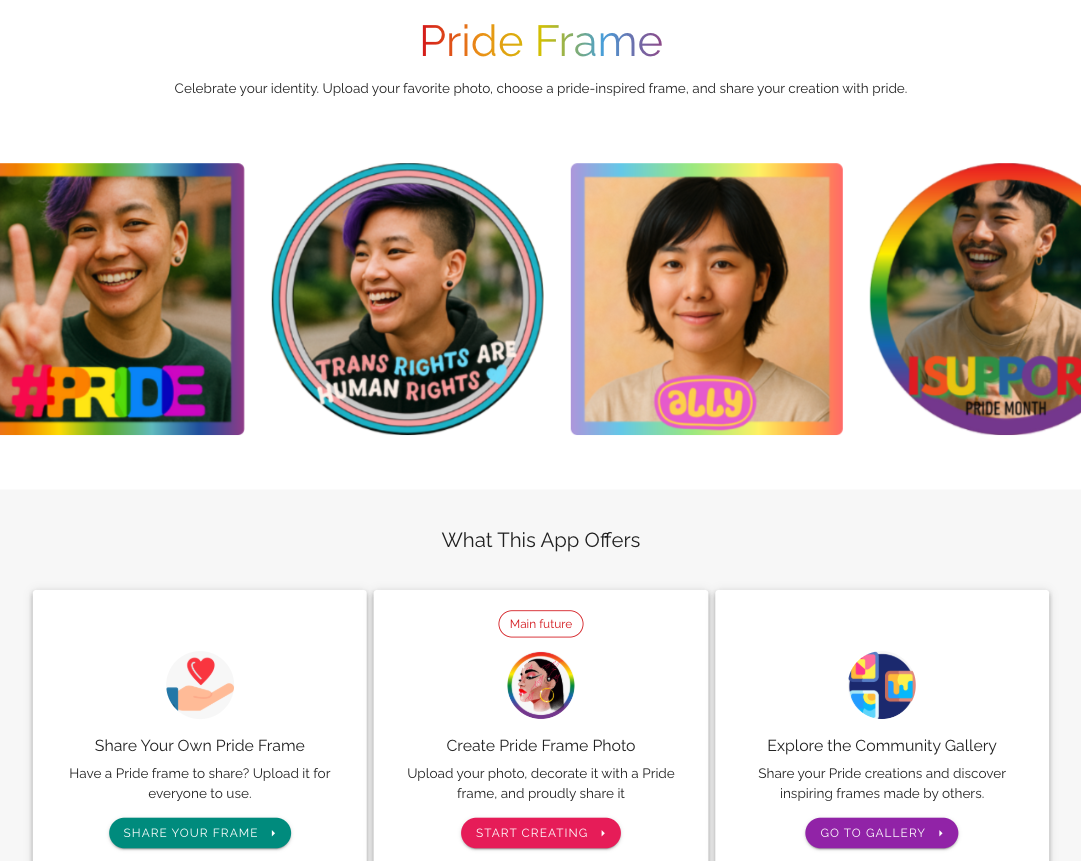 Pride Frame
Celebrate your identity. Upload your favorite photo, choose a pride-inspired frame, and share your creation with pride.
#PRIDE
TRANS RIGHTS ARE
HUMAN RIGHTS
ally
I SUPPOR
PRIDE MONTH
What This App Offers
Main future
Share Your Own Pride Frame
Have a Pride frame to share? Upload it for
everyone to use.
SHARE YOUR FRAME
Create Pride Frame Photo
Upload your photo, decorate it with a Pride
frame, and proudly share it
START CREATING
Explore the Community Gallery
Share your Pride creations and discover
inspiring frames made by others.
GO TO GALLERY